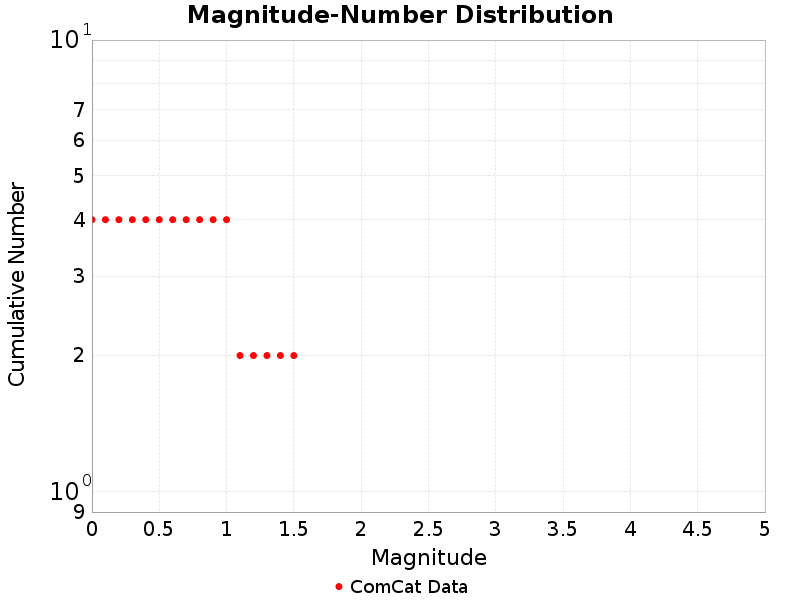 Magnitude-Number Distribution
Cumulative Number
10^1
7
6
5
4
3
2
10^0
9
0 0.5 1 1.5 2 2.5 3 3.5 4 4.5 5
Magnitude
ComCat Data